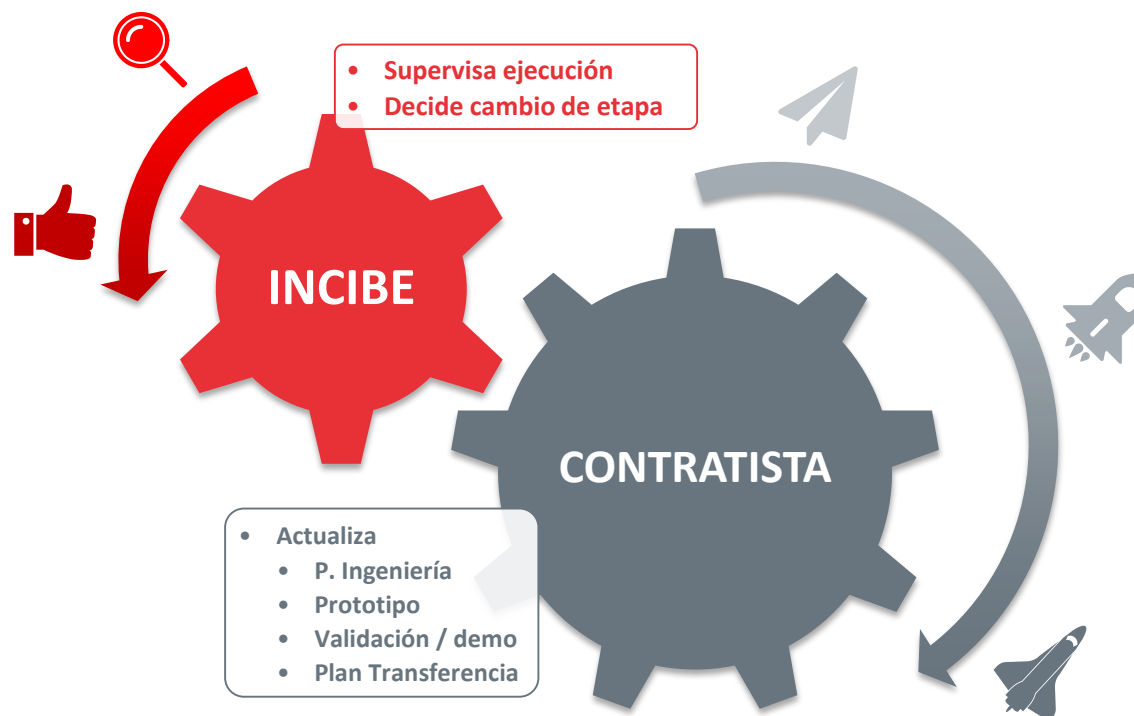 • Supervisa ejecución
• Decide cambio de etapa
INCIBE
CONTRATISTA
• Actualiza
• P. Ingeniería
• Prototipo
• Validación / demo
• Plan Transferencia